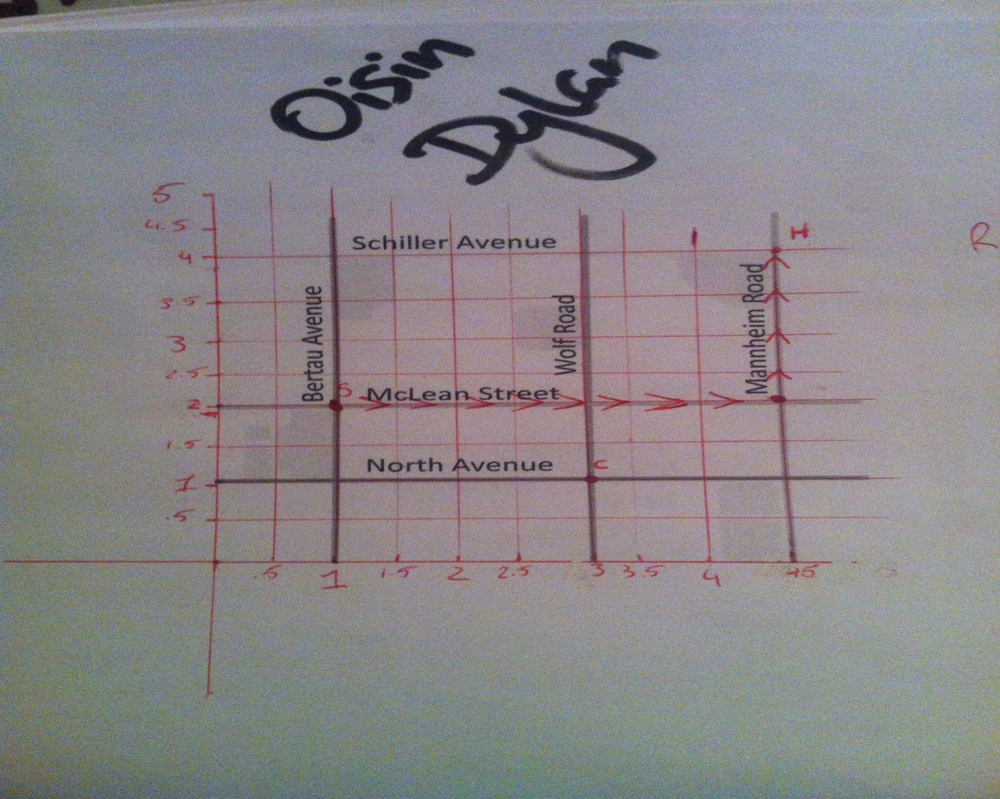 Oisin
Dylan
5
4.5
4
3.5
3
2.5
2
1.5
1
.5
Schiller Avenue
H
R
Bertau Avenue
Wolf Road
Mannheim Road
S
McLean Street
North Avenue
C
.5 1 1.5 2 2.5 3 3.5 4 4.5